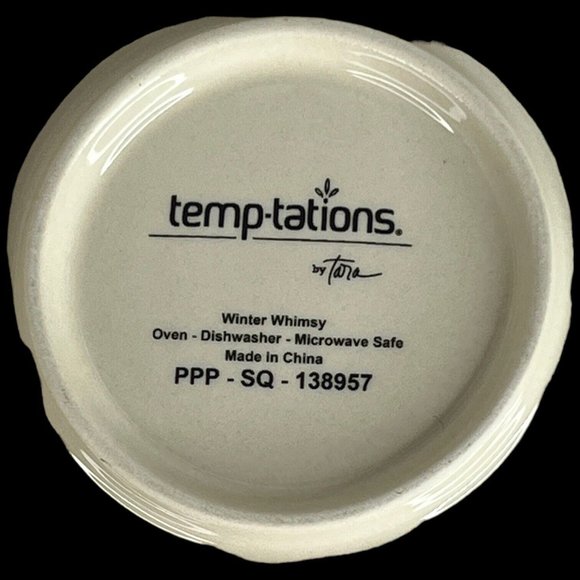 temp-tations®
by Tara
Winter Whimsy
Oven - Dishwasher - Microwave Safe
Made in China
PPP - SQ - 138957